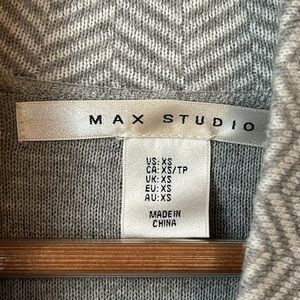 MAX STUDIO
US: XS
CA: XS/TP
UK: XS
EU: XS
AU: XS
MADE IN
CHINA